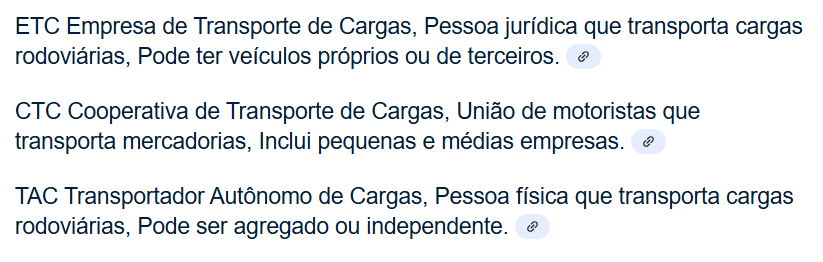 ETC Empresa de Transporte de Cargas, Pessoa jurídica que transporta cargas
rodoviárias, Pode ter veículos próprios ou de terceiros.
CTC Cooperativa de Transporte de Cargas, União de motoristas que
transporta mercadorias, Inclui pequenas e médias empresas.
TAC Transportador Autônomo de Cargas, Pessoa física que transporta cargas
rodoviárias, Pode ser agregado ou independente.